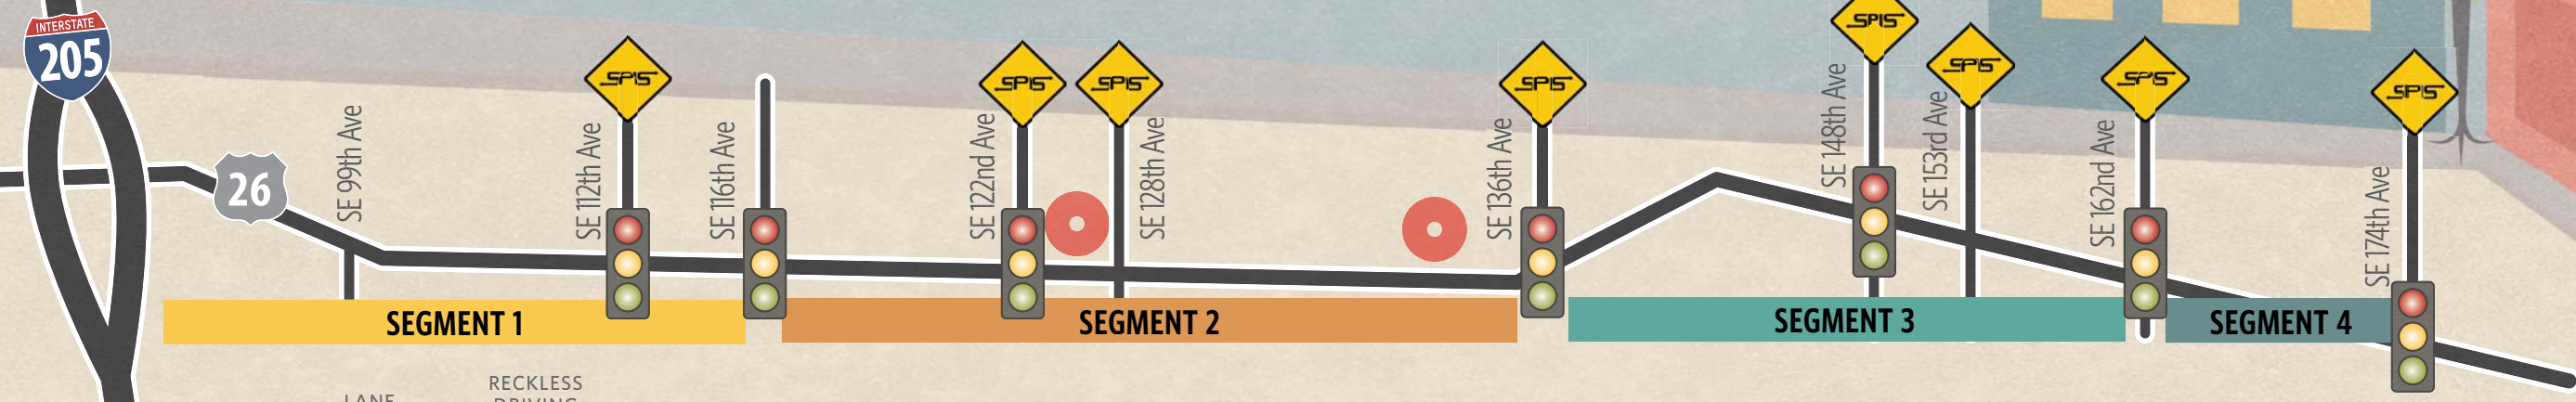 INTERSTATE
205
26
SE 99th Ave
SE 112th Ave
SPIS
SE 116th Ave
SE 122nd Ave
SPIS
SE 128th Ave
SPIS
SE 136th Ave
SPIS
SE 148th Ave
SPIS
SE 153rd Ave
SPIS
SE 162nd Ave
SPIS
SE 174th Ave
SPIS
SEGMENT 1
SEGMENT 2
SEGMENT 3
SEGMENT 4
RECKLESS
DRIVING
LANE